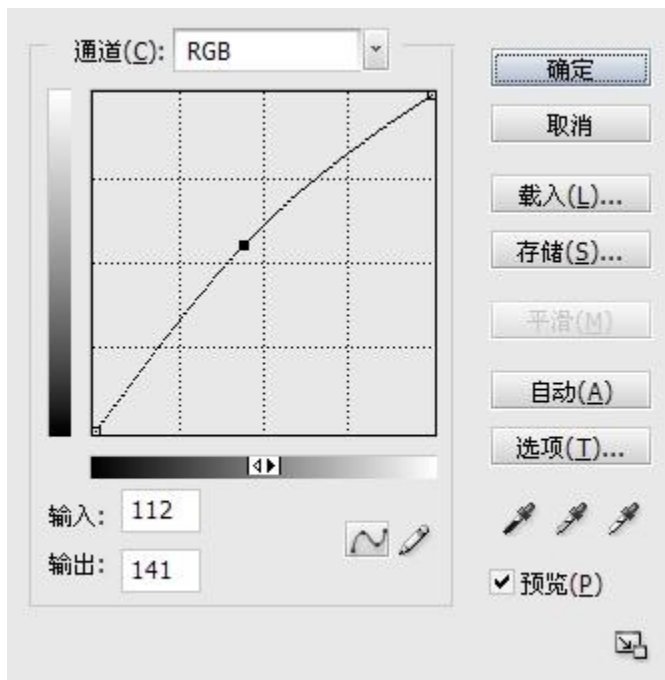 通道(C): RGB
确定
取消
载入(L)...
存储(S)...
平滑(M)
自动(A)
选项(T)...
输入: 112
输出: 141
预览(P)